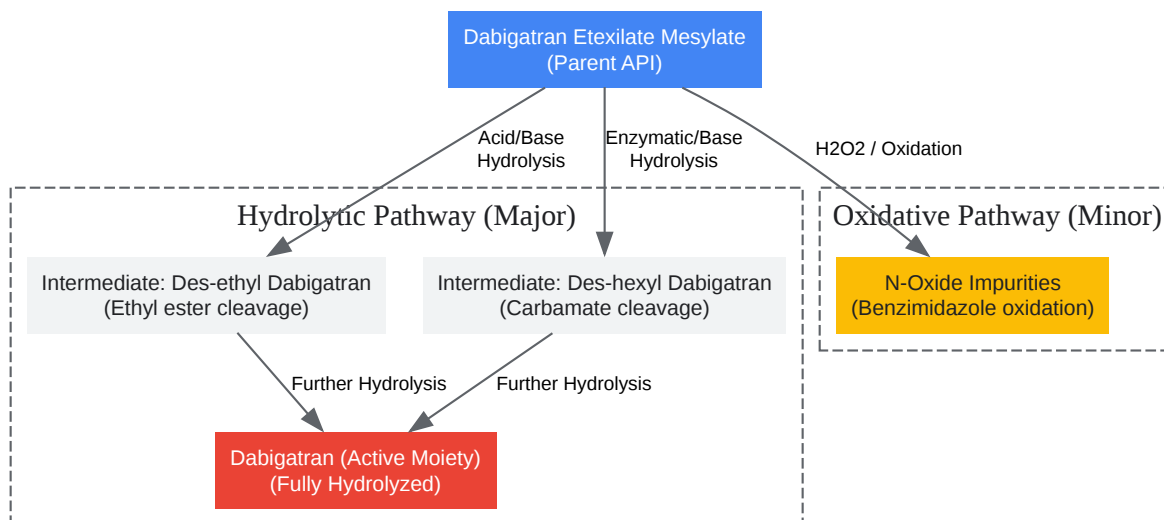 Dabigatran Etexilate Mesylate
(Parent API)
Acid/Base
Hydrolysis
Enzymatic/Base
Hydrolysis
H2O2 / Oxidation
Hydrolytic Pathway (Major)
Oxidative Pathway (Minor)
Intermediate: Des-ethyl Dabigatran
(Ethyl ester cleavage)
Intermediate: Des-hexyl Dabigatran
(Carbamate cleavage)
N-Oxide Impurities
(Benzimidazole oxidation)
Further Hydrolysis
Further Hydrolysis
Dabigatran (Active Moiety)
(Fully Hydrolyzed)